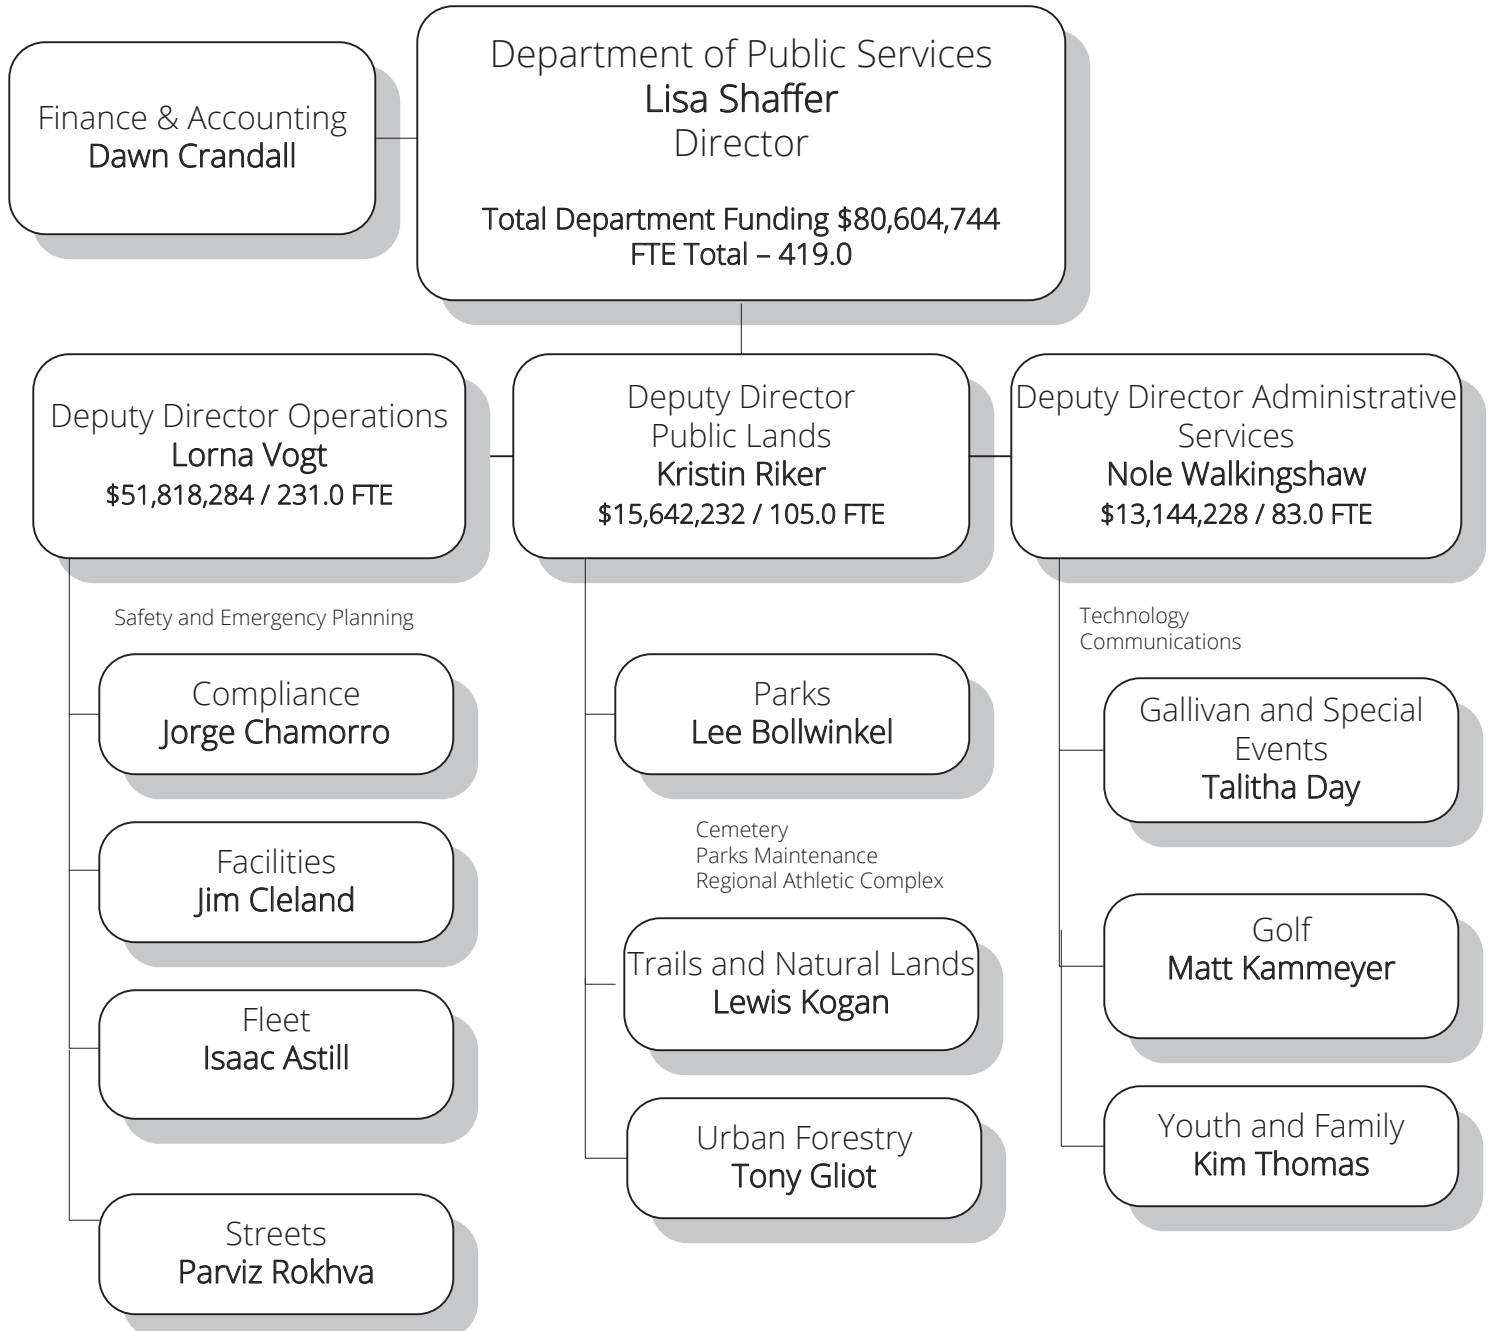 Finance & Accounting
Dawn Crandall
Department of Public Services
Lisa Shaffer
Director
Total Department Funding $80,604,744
FTE Total – 419.0
Deputy Director Operations
Lorna Vogt
$51,818,284 / 231.0 FTE
Deputy Director
Public Lands
Kristin Riker
$15,642,232 / 105.0 FTE
Deputy Director Administrative
Services
Nole Walkingshaw
$13,144,228 / 83.0 FTE
Safety and Emergency Planning
Compliance
Jorge Chamorro
Facilities
Jim Cleland
Fleet
Isaac Astill
Streets
Parviz Rokhva
Parks
Lee Bollwinkel
Cemetery
Parks Maintenance
Regional Athletic Complex
Trails and Natural Lands
Lewis Kogan
Urban Forestry
Tony Gliot
Technology
Communications
Gallivan and Special
Events
Talitha Day
Golf
Matt Kammeyer
Youth and Family
Kim Thomas